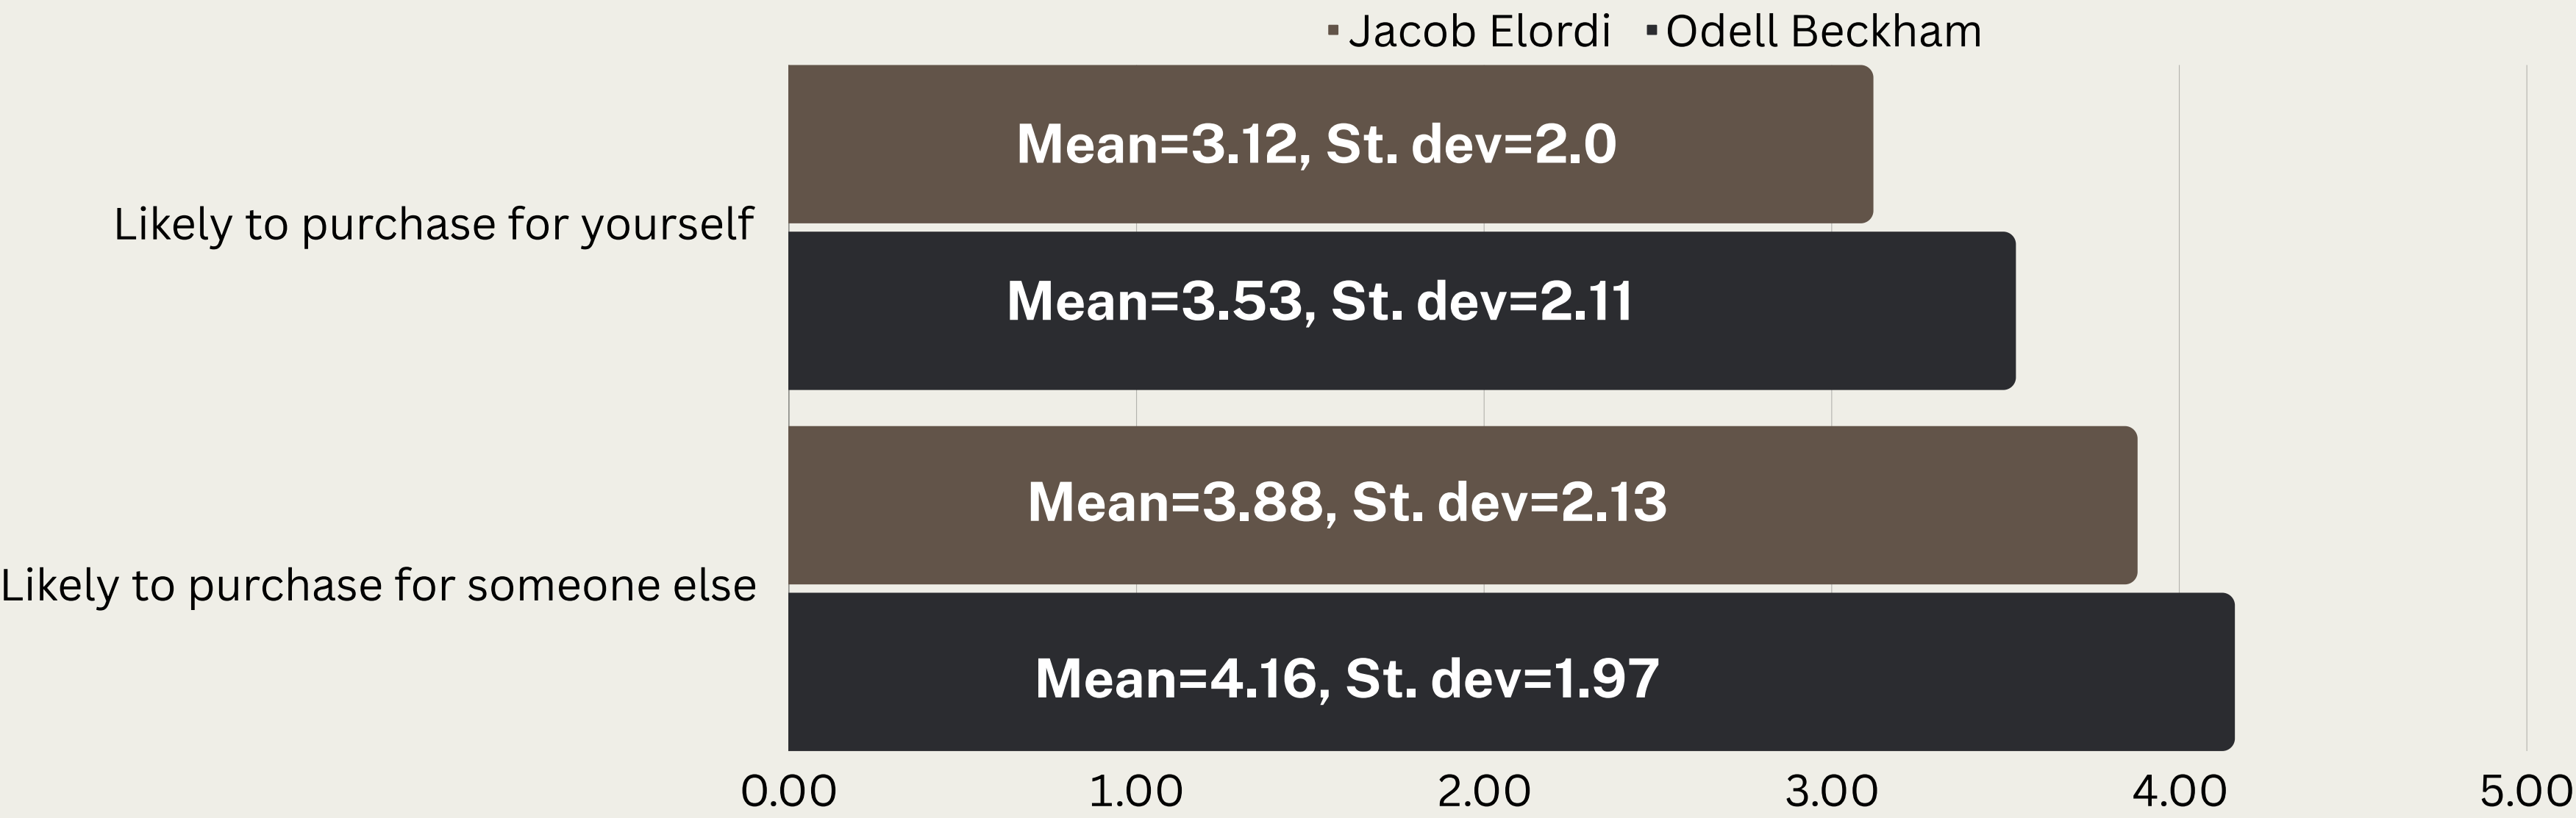 Jacob Elordi Odell Beckham
Mean=3.12, St. dev=2.0
Likely to purchase for yourself
Mean=3.53, St. dev=2.11
Mean=3.88, St. dev=2.13
Likely to purchase for someone else
Mean=4.16, St. dev=1.97
0.00 1.00 2.00 3.00 4.00 5.00